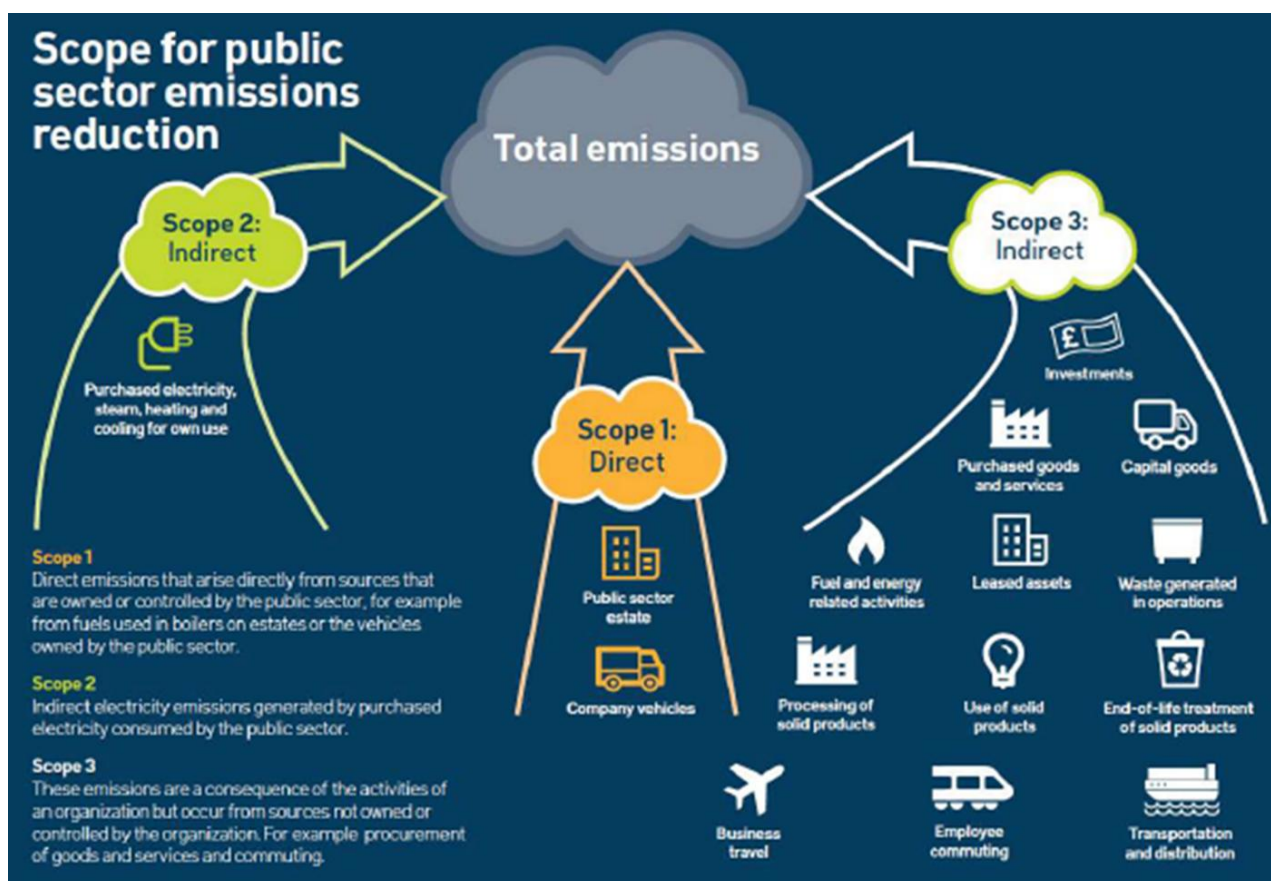 Scope for public
sector emissions
reduction
Total emissions
Scope 2:
Indirect
Scope 3:
Indirect
Purchased electricity,
steam, heating and
cooling for own use
£
Investments
Scope 1:
Direct
Purchased goods
and services
Capital goods
Scope 1
Direct emissions that arise directly from sources that
are owned or controlled by the public sector, for example
from fuels used in boilers on estates or the vehicles
owned by the public sector.
Public sector
estate
Fuel and energy
related activities
Leased assets
Waste generated
in operations
Scope 2
Indirect electricity emissions generated by purchased
electricity consumed by the public sector.
Company vehicles
Processing of
solid products
Use of solid
products
End-of-life treatment
of solid products
Scope 3
These emissions are a consequence of the activities of
an organization but occur from sources not owned or
controlled by the organization. For example procurement
of goods and services and commuting.
Business
travel
Employee
commuting
Transportation
and distribution